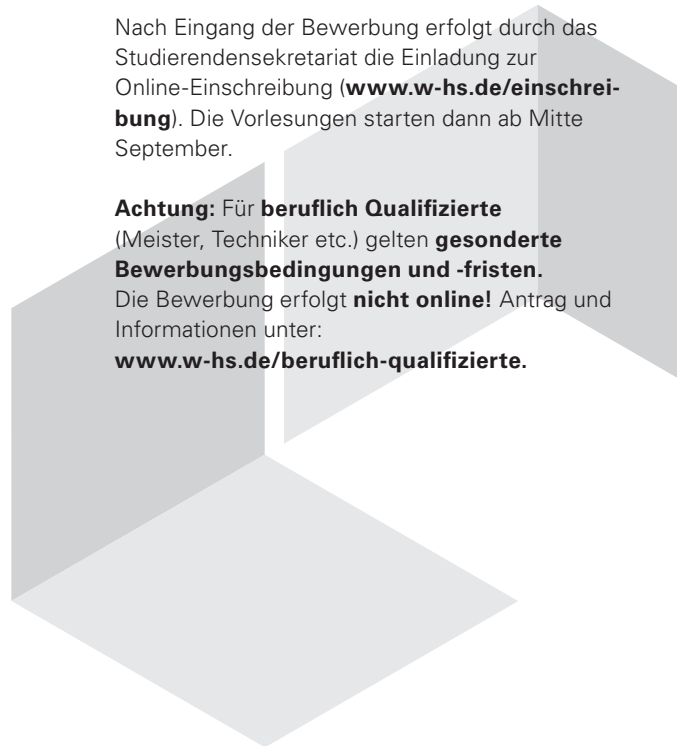 Nach Eingang der Bewerbung erfolgt durch das
Studierendensekretariat die Einladung zur
Online-Einschreibung (www.w-hs.de/einschrei-
bung). Die Vorlesungen starten dann ab Mitte
September.
Achtung: Für beruflich Qualifizierte
(Meister, Techniker etc.) gelten gesonderte
Bewerbungsbedingungen und -fristen.
Die Bewerbung erfolgt nicht online! Antrag und
Informationen unter:
www.w-hs.de/beruflich-qualifizierte.